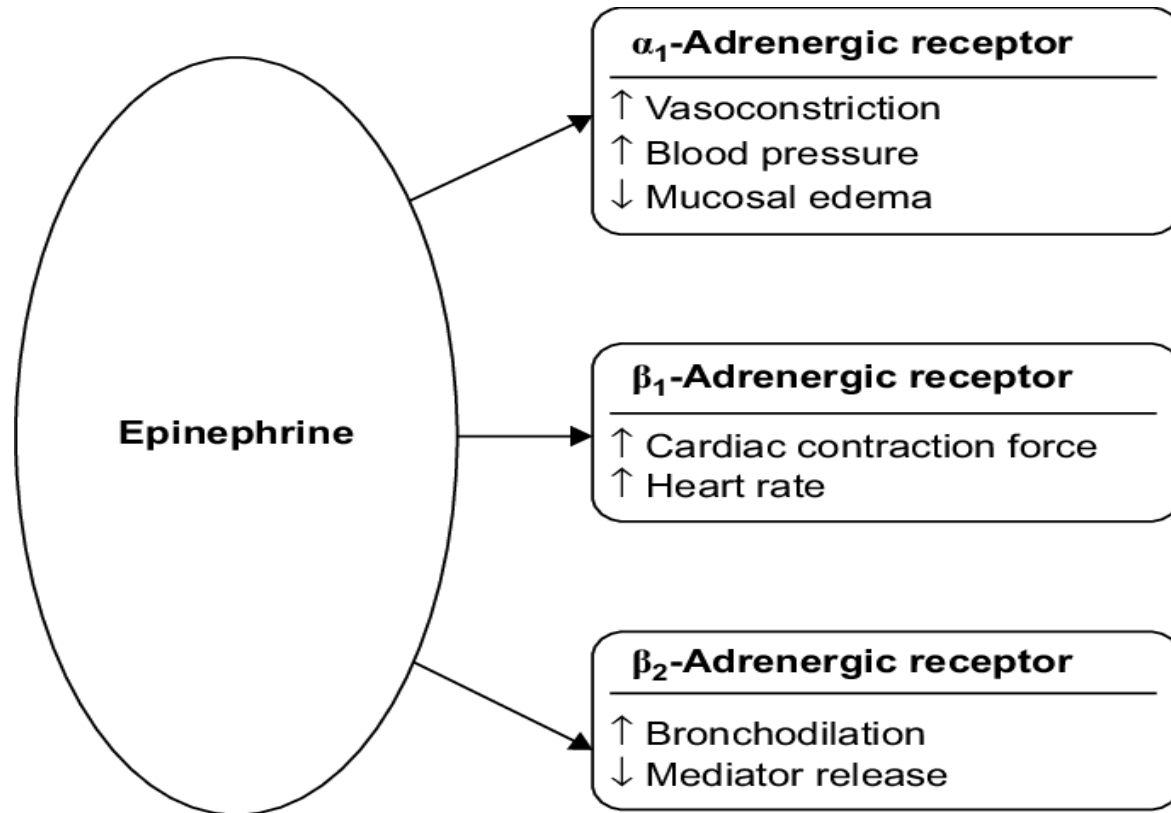 Epinephrine
α₁-Adrenergic receptor
↑ Vasoconstriction
↑ Blood pressure
↓ Mucosal edema
β₁-Adrenergic receptor
↑ Cardiac contraction force
↑ Heart rate
β₂-Adrenergic receptor
↑ Bronchodilation
↓ Mediator release